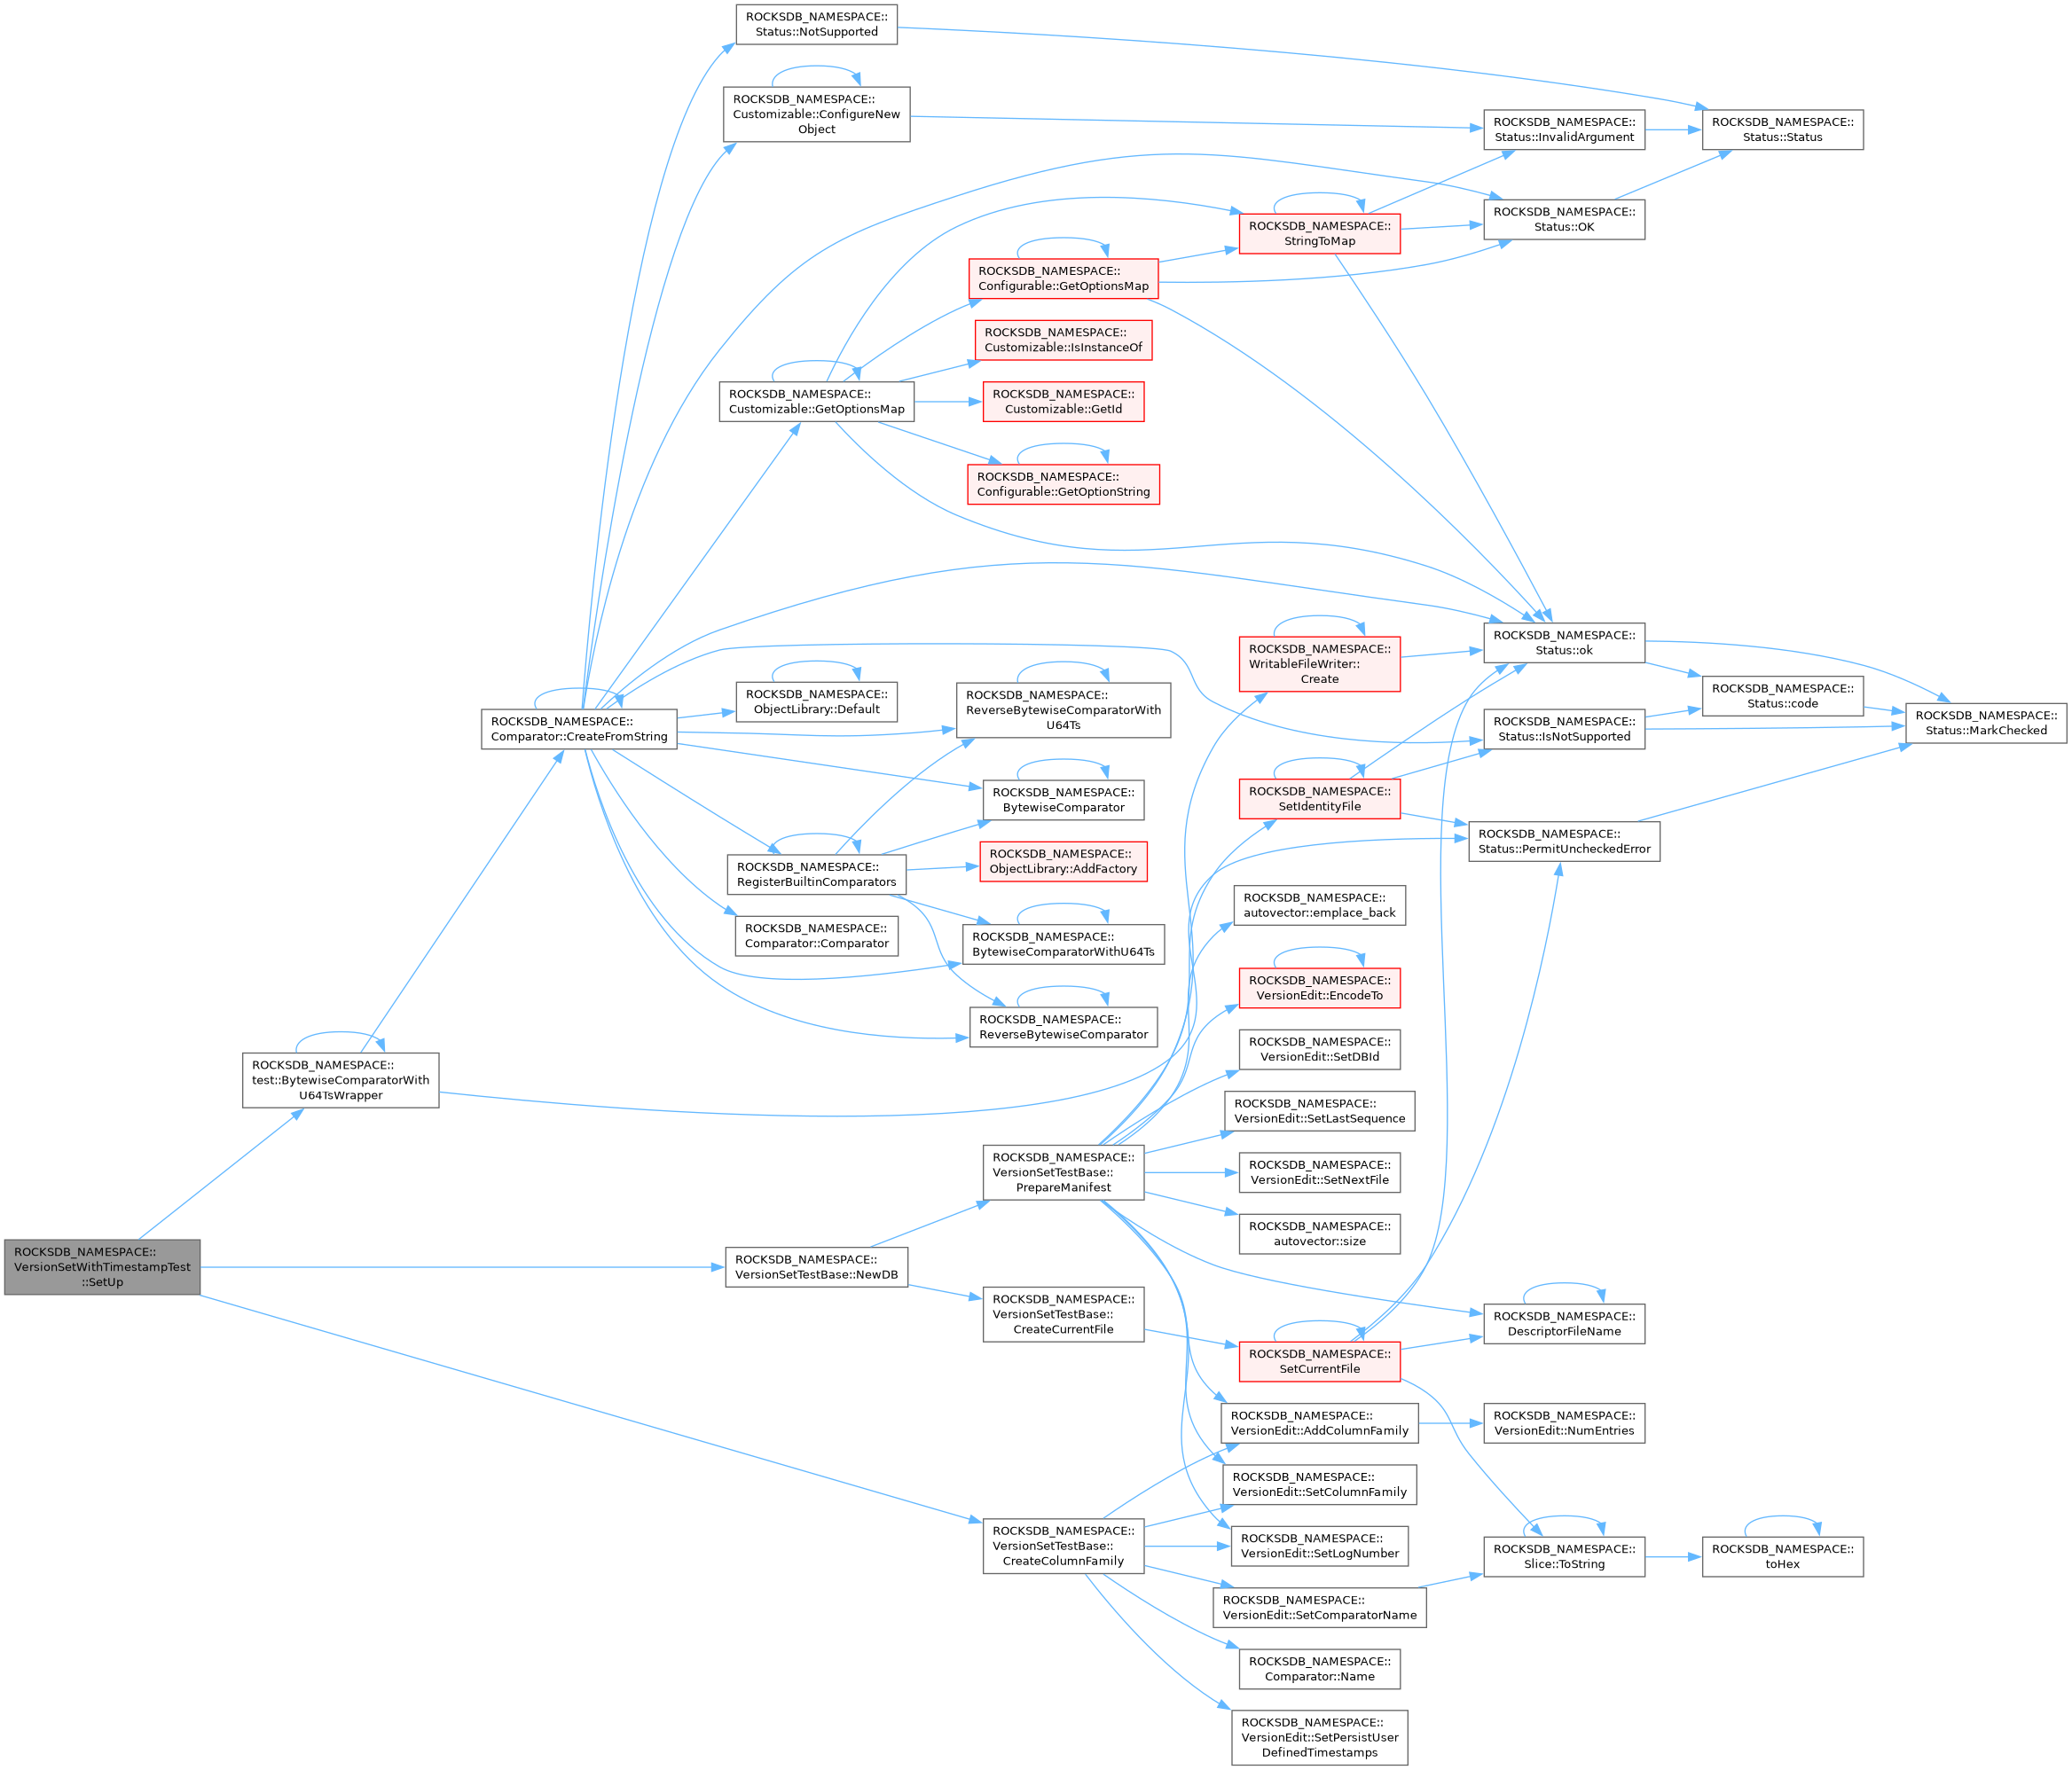 ROCKSDB_NAMESPACE::
VersionSetWithTimestampTest
::SetUp
ROCKSDB_NAMESPACE::
test::BytewiseComparatorWith
U64TsWrapper
ROCKSDB_NAMESPACE::
Comparator::CreateFromString
ROCKSDB_NAMESPACE::
Status::NotSupported
ROCKSDB_NAMESPACE::
Customizable::ConfigureNew
Object
ROCKSDB_NAMESPACE::
Customizable::GetOptionsMap
ROCKSDB_NAMESPACE::
ObjectLibrary::Default
ROCKSDB_NAMESPACE::
RegisterBuiltinComparators
ROCKSDB_NAMESPACE::
Comparator::Comparator
ROCKSDB_NAMESPACE::
VersionSetTestBase::NewDB
ROCKSDB_NAMESPACE::
Configurable::GetOptionsMap
ROCKSDB_NAMESPACE::
Customizable::IsInstanceOf
ROCKSDB_NAMESPACE::
Customizable::GetId
ROCKSDB_NAMESPACE::
Configurable::GetOptionString
ROCKSDB_NAMESPACE::
ReverseBytewiseComparatorWith
U64Ts
ROCKSDB_NAMESPACE::
BytewiseComparator
ROCKSDB_NAMESPACE::
ObjectLibrary::AddFactory
ROCKSDB_NAMESPACE::
BytewiseComparatorWithU64Ts
ROCKSDB_NAMESPACE::
ReverseBytewiseComparator
ROCKSDB_NAMESPACE::
VersionSetTestBase::
PrepareManifest
ROCKSDB_NAMESPACE::
VersionSetTestBase::
CreateCurrentFile
ROCKSDB_NAMESPACE::
VersionSetTestBase::
CreateColumnFamily
ROCKSDB_NAMESPACE::
StringToMap
ROCKSDB_NAMESPACE::
WritableFileWriter::
Create
ROCKSDB_NAMESPACE::
SetIdentityFile
ROCKSDB_NAMESPACE::
autovector::emplace_back
ROCKSDB_NAMESPACE::
VersionEdit::EncodeTo
ROCKSDB_NAMESPACE::
VersionEdit::SetDBId
ROCKSDB_NAMESPACE::
VersionEdit::SetLastSequence
ROCKSDB_NAMESPACE::
VersionEdit::SetNextFile
ROCKSDB_NAMESPACE::
autovector::size
ROCKSDB_NAMESPACE::
SetCurrentFile
ROCKSDB_NAMESPACE::
VersionEdit::AddColumnFamily
ROCKSDB_NAMESPACE::
VersionEdit::SetColumnFamily
ROCKSDB_NAMESPACE::
VersionEdit::SetLogNumber
ROCKSDB_NAMESPACE::
VersionEdit::SetComparatorName
ROCKSDB_NAMESPACE::
Comparator::Name
ROCKSDB_NAMESPACE::
VersionEdit::SetPersistUser
DefinedTimestamps
ROCKSDB_NAMESPACE::
Status::InvalidArgument
ROCKSDB_NAMESPACE::
Status::OK
ROCKSDB_NAMESPACE::
Status::ok
ROCKSDB_NAMESPACE::
Status::IsNotSupported
ROCKSDB_NAMESPACE::
Status::PermitUncheckedError
ROCKSDB_NAMESPACE::
DescriptorFileName
ROCKSDB_NAMESPACE::
VersionEdit::NumEntries
ROCKSDB_NAMESPACE::
Slice::ToString
ROCKSDB_NAMESPACE::
Status::Status
ROCKSDB_NAMESPACE::
Status::code
ROCKSDB_NAMESPACE::
toHex
ROCKSDB_NAMESPACE::
Status::MarkChecked